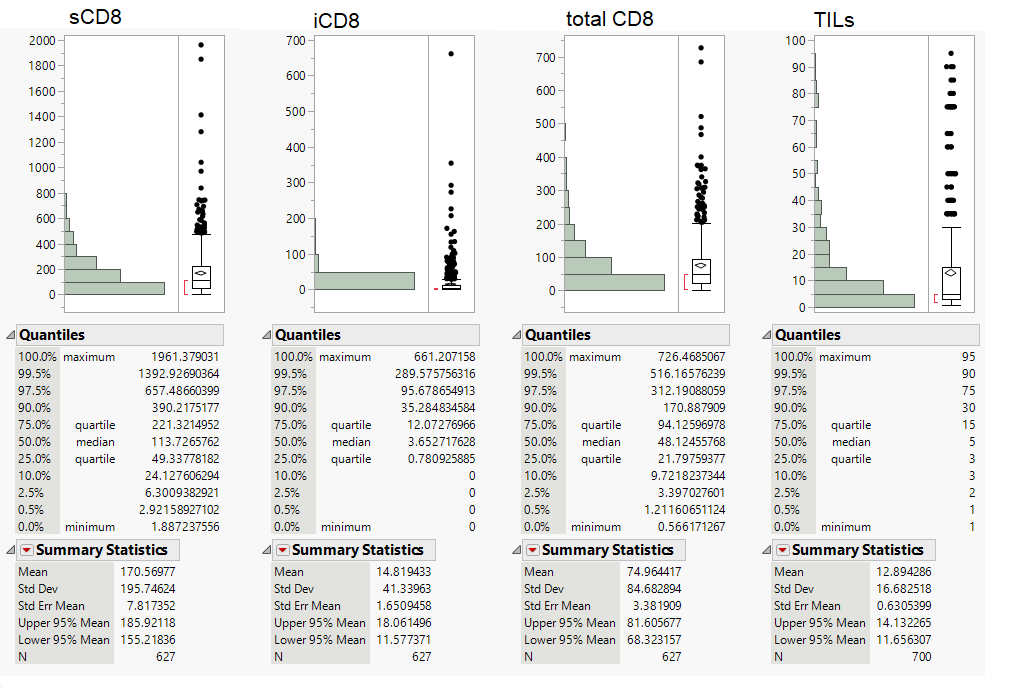 sCD8
2000
1800
1600
1400
1200
1000
800
600
400
200
0
Quantiles
100.0% maximum 1961.379031
99.5% 1392.92690364
97.5% 657.48660399
90.0% 390.2175177
75.0% quartile 221.3214952
50.0% median 113.7265762
25.0% quartile 49.33778182
10.0% 24.127606294
2.5% 6.3009382921
0.5% 2.92158927102
0.0% minimum 1.887237556
Summary Statistics
Mean 170.56977
Std Dev 195.74624
Std Err Mean 7.817352
Upper 95% Mean 185.92118
Lower 95% Mean 155.21836
N 627
iCD8
700
600
500
400
300
200
100
0
Quantiles
100.0% maximum 661.207158
99.5% 289.575756316
97.5% 95.678654913
90.0% 35.284834584
75.0% quartile 12.07276966
50.0% median 3.652717628
25.0% quartile 0.780925885
10.0% 0
2.5% 0
0.5% 0
0.0% minimum 0
Summary Statistics
Mean 14.819433
Std Dev 41.33963
Std Err Mean 1.6509458
Upper 95% Mean 18.061496
Lower 95% Mean 11.577371
N 627
total CD8
700
600
500
400
300
200
100
0
Quantiles
100.0% maximum 726.4685067
99.5% 516.16576239
97.5% 312.19088059
90.0% 170.887909
75.0% quartile 94.12596978
50.0% median 48.12455768
25.0% quartile 21.79759377
10.0% 9.7218237344
2.5% 3.397027601
0.5% 1.21160651124
0.0% minimum 0.566171267
Summary Statistics
Mean 74.964417
Std Dev 84.682894
Std Err Mean 3.381909
Upper 95% Mean 81.605677
Lower 95% Mean 68.323157
N 627
TILs
100
90
80
70
60
50
40
30
20
10
0
Quantiles
100.0% maximum 95
99.5% 90
97.5% 75
90.0% 30
75.0% quartile 15
50.0% median 5
25.0% quartile 3
10.0% 3
2.5% 2
0.5% 1
0.0% minimum 1
Summary Statistics
Mean 12.894286
Std Dev 16.682518
Std Err Mean 0.6305399
Upper 95% Mean 14.132265
Lower 95% Mean 11.656307
N 700